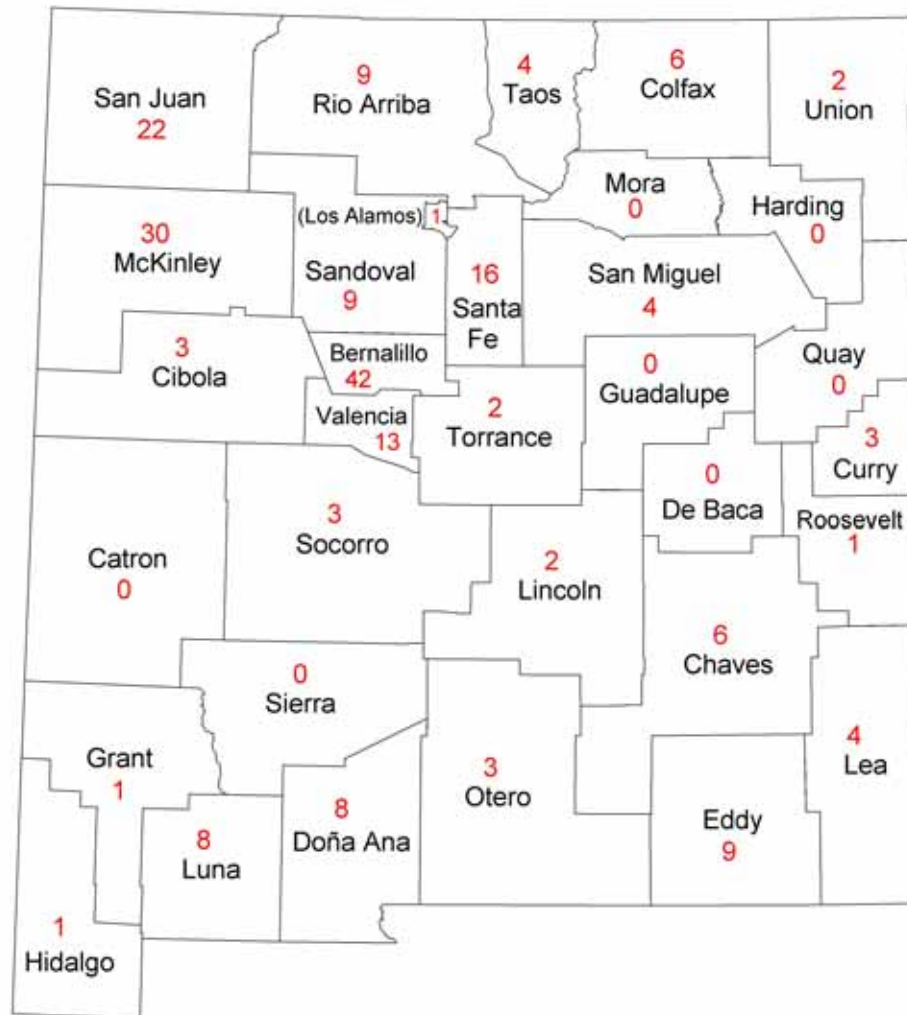 San Juan
22
9
Rio Arriba
4
Taos
6
Colfax
2
Union
30
McKinley
(Los Alamos)
1
Sandoval
9
16
Santa
Fe
Mora
0
Harding
0
San Miguel
4
3
Cibola
Bernalillo
42
Valencia
13
2
Torrance
0
Guadalupe
Quay
0
3
Curry
0
De Baca
Roosevelt
1
Catron
0
3
Socorro
2
Lincoln
6
Chaves
0
Sierra
Grant
1
8
Luna
8
Doña Ana
3
Otero
Eddy
9
4
Lea
1
Hidalgo